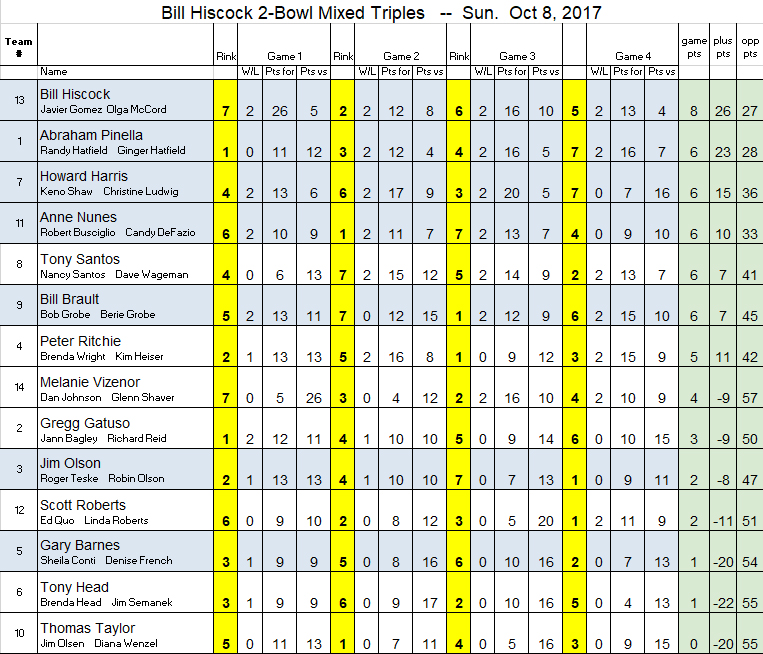 Bill Hiscock 2-Bowl Mixed Triples -- Sun. Oct 8, 2017
Team # Rink Game 1 Rink Game 2 Rink Game 3 Game 4 game pts plus pts opp pts
Name W/L Pts for Pts vs W/L Pts for Pts vs W/L Pts for Pts vs W/L Pts for Pts vs
13 Bill Hiscock
Javier Gomez Olga McCord 7 2 26 5 2 2 12 8 6 2 16 10 5 2 13 4 8 26 27
1 Abraham Pinella
Randy Hatfield Ginger Hatfield 1 0 11 12 3 2 12 4 4 2 16 5 7 2 16 7 6 23 28
7 Howard Harris
Keno Shaw Christine Ludwig 4 2 13 6 6 2 17 9 3 2 20 5 7 0 7 16 6 15 36
11 Anne Nunes
Robert Busciglio Candy DeFazio 6 2 10 9 1 2 11 7 7 2 13 7 4 0 9 10 6 10 33
8 Tony Santos
Nancy Santos Dave Wageman 4 0 6 13 7 2 15 12 5 2 14 9 2 2 13 7 6 7 41
9 Bill Brault
Bob Grobe Berie Grobe 5 2 13 11 7 0 12 15 1 2 12 9 6 2 15 10 6 7 45
4 Peter Ritchie
Brenda Wright Kim Heiser 2 1 13 13 5 2 16 8 1 0 9 12 3 2 15 9 5 11 42
14 Melanie Vizenor
Dan Johnson Glenn Shaver 7 0 5 26 3 0 4 12 2 2 16 10 4 2 10 9 4 -9 57
2 Gregg Gatuso
Jann Bagley Richard Reid 1 2 12 11 4 1 10 10 5 0 9 14 6 0 10 15 3 -9 50
3 Jim Olson
Roger Teske Robin Olson 2 1 13 13 4 1 10 10 7 0 7 13 1 0 9 11 2 -8 47
12 Scott Roberts
Ed Quo Linda Roberts 6 0 9 10 2 0 8 12 3 0 5 20 1 2 11 9 2 -11 51
5 Gary Barnes
Sheila Conti Denise French 3 1 9 9 5 0 8 16 6 0 10 16 2 0 7 13 1 -20 54
6 Tony Head
Brenda Head Jim Semanek 3 1 9 9 6 0 9 17 2 0 10 16 5 0 4 13 1 -22 55
10 Thomas Taylor
Jim Olsen Diana Wenzel 5 0 11 13 1 0 7 11 4 0 5 16 3 0 9 15 0 -20 55